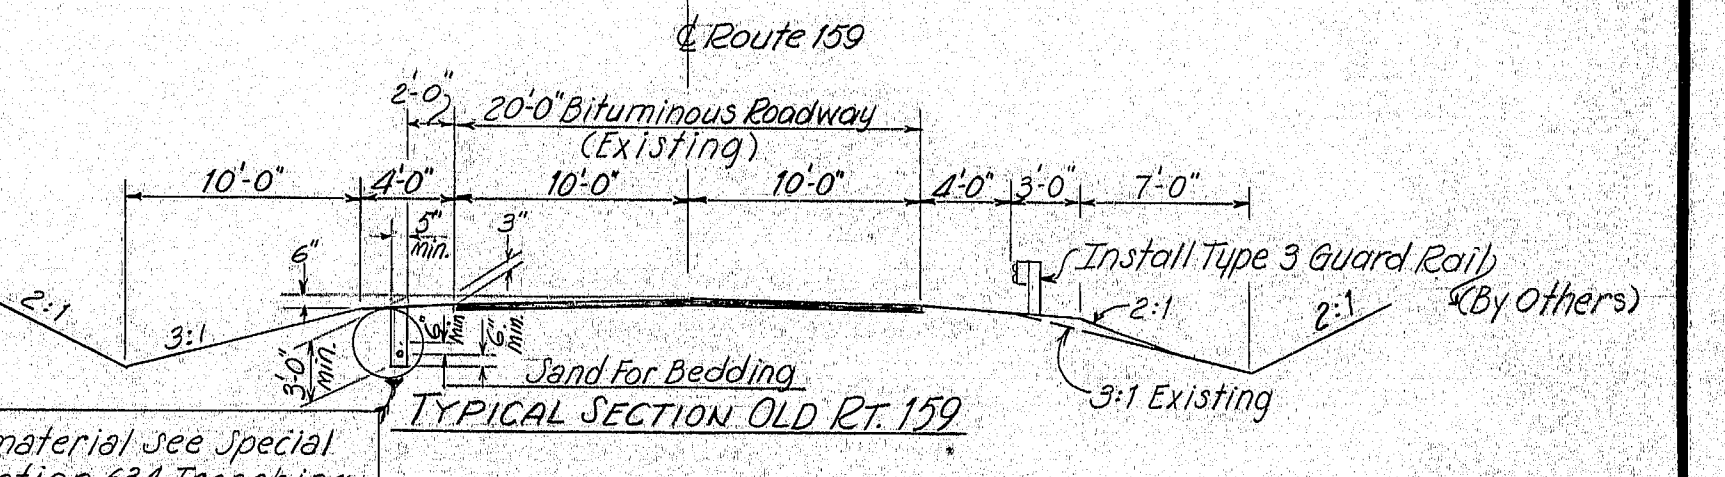 ℄ Route 159
2'-0"
20'-0" Bituminous Roadway
(Existing)
10'-0"
4'-0"
10'-0"
10'-0"
4'-0"
3'-0"
7'-0"
5"
min.
3"
6"
Install Type 3 Guard Rail
(By Others)
2:1
3:1
2:1
2:1
6"
min.
6"
min.
3'-0"
min.
Sand For Bedding
3:1 Existing
TYPICAL SECTION OLD RT. 159
material see Special
634 Trenching